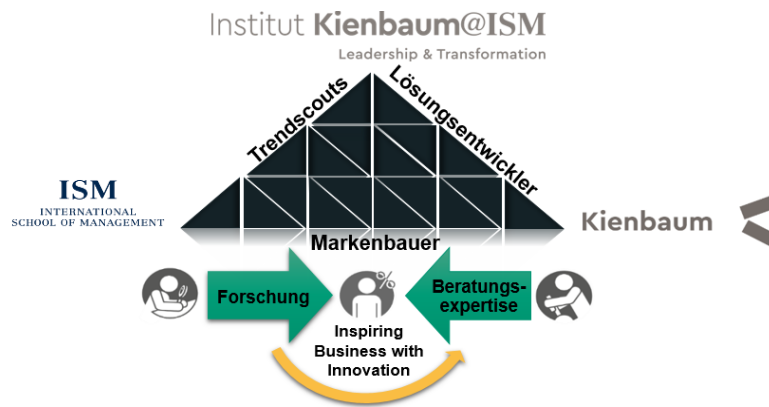 Institut Kienbaum@ISM
Leadership & Transformation
Trendscouts
Lösungsentwickler
ISM
INTERNATIONAL
SCHOOL OF MANAGEMENT
Kienbaum
Markenbauer
Forschung
%
Beratungs-
expertise
Inspiring
Business with
Innovation